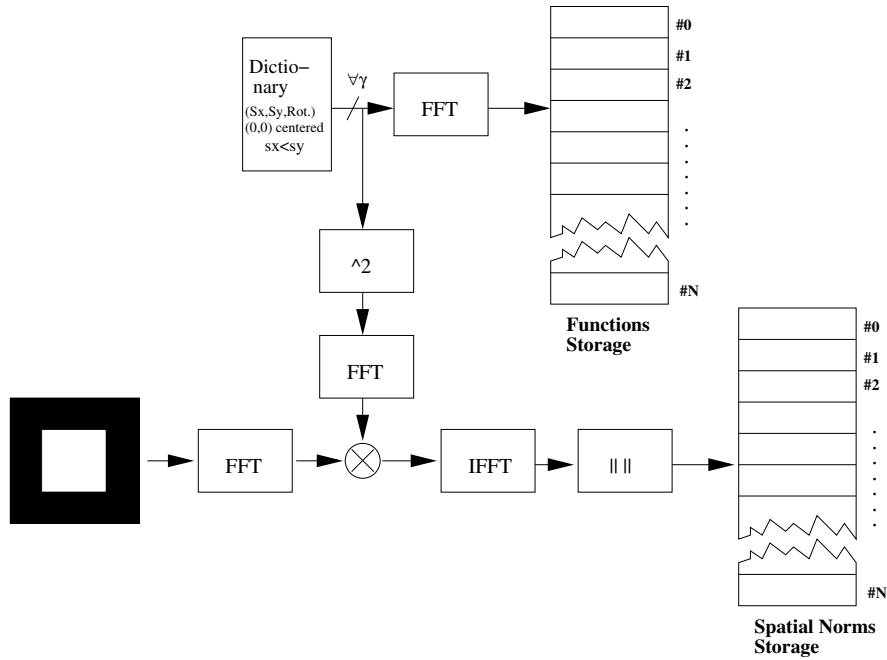 Dictio-
nary
(Sx,Sy,Rot.)
(0,0) centered
sx<sy
∀γ
FFT
#0
#1
#2
#N
Functions
Storage
^2
FFT
FFT
IFFT
|| ||
#0
#1
#2
#N
Spatial Norms
Storage